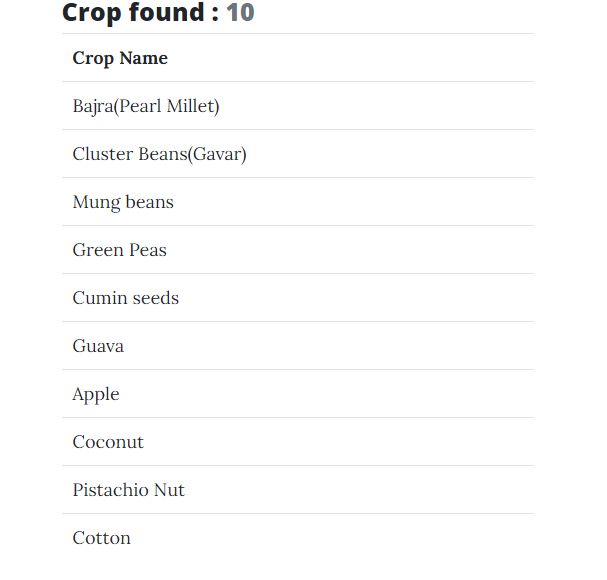 Crop found : 10
Crop Name
Bajra(Pearl Millet)
Cluster Beans(Gavar)
Mung beans
Green Peas
Cumin seeds
Guava
Apple
Coconut
Pistachio Nut
Cotton